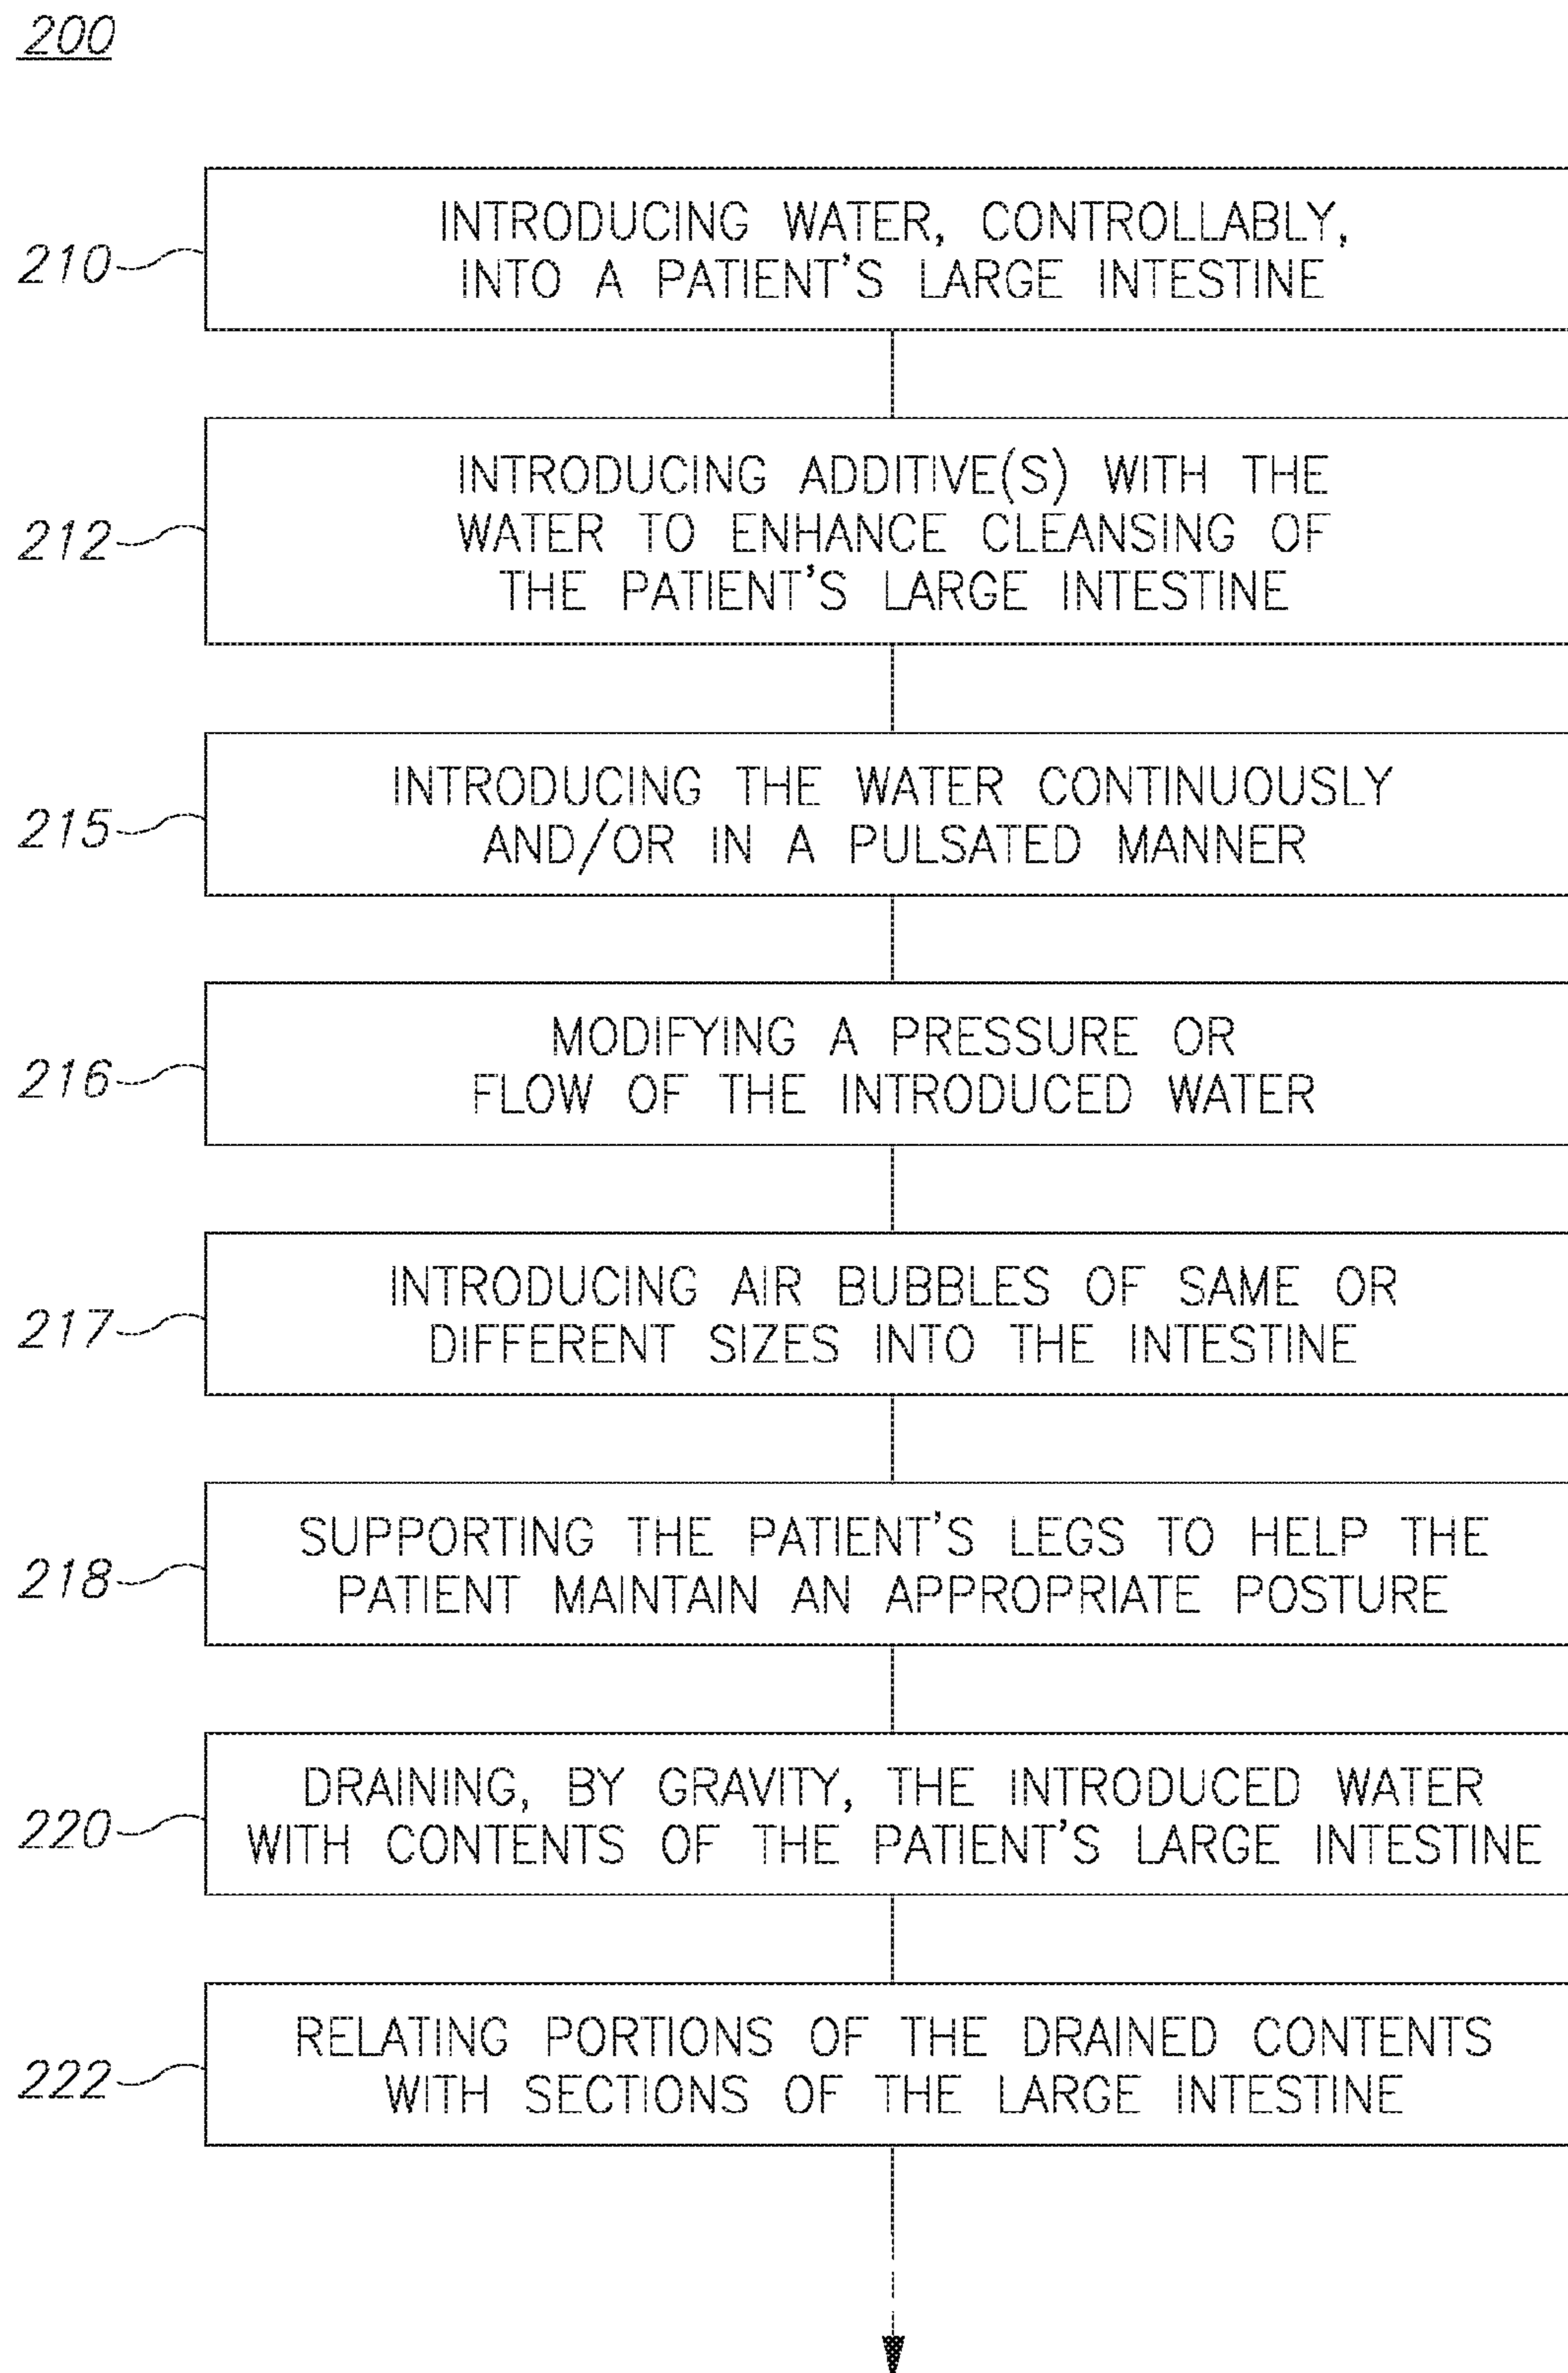 200
210
INTRODUCING WATER, CONTROLLABLY,
INTO A PATIENT'S LARGE INTESTINE
212
INTRODUCING ADDITIVE(S) WITH THE
WATER TO ENHANCE CLEANSING OF
THE PATIENT'S LARGE INTESTINE
215
INTRODUCING THE WATER CONTINUOUSLY
AND/OR IN A PULSATED MANNER
216
MODIFYING A PRESSURE OR
FLOW OF THE INTRODUCED WATER
217
INTRODUCING AIR BUBBLES OF SAME OR
DIFFERENT SIZES INTO THE INTESTINE
218
SUPPORTING THE PATIENT'S LEGS TO HELP THE
PATIENT MAINTAIN AN APPROPRIATE POSTURE
220
DRAINING, BY GRAVITY, THE INTRODUCED WATER
WITH CONTENTS OF THE PATIENT'S LARGE INTESTINE
222
RELATING PORTIONS OF THE DRAINED CONTENTS
WITH SECTIONS OF THE LARGE INTESTINE